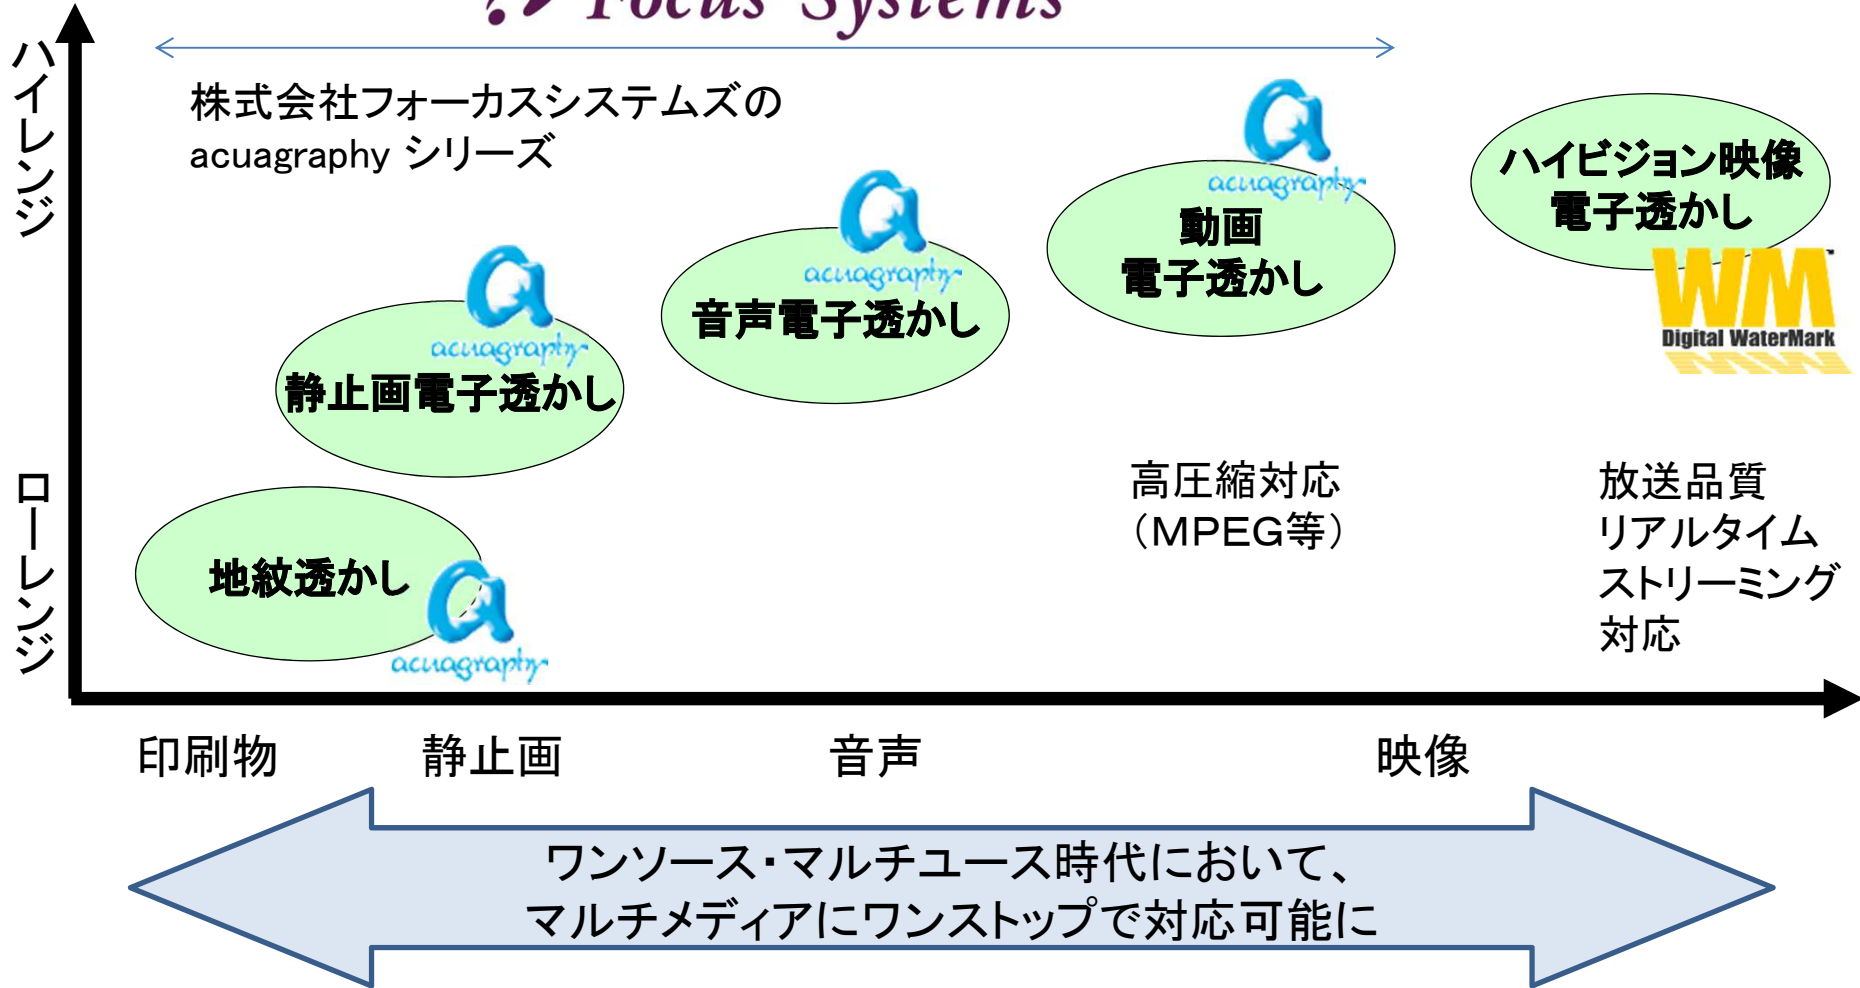 Focus Systems
ハイレンジ
株式会社フォーカスシステムズの
acuagraphy シリーズ
acuagraphy
動画
電子透かし
ハイビジョン映像
電子透かし
WM
Digital WaterMark
acuagraphy
音声電子透かし
acuagraphy
静止画電子透かし
高圧縮対応
（MPEG等）
放送品質
リアルタイム
ストリーミング
対応
ローレンジ
地紋透かし
acuagraphy
印刷物
静止画
音声
映像
ワンソース・マルチユース時代において、
マルチメディアにワンストップで対応可能に